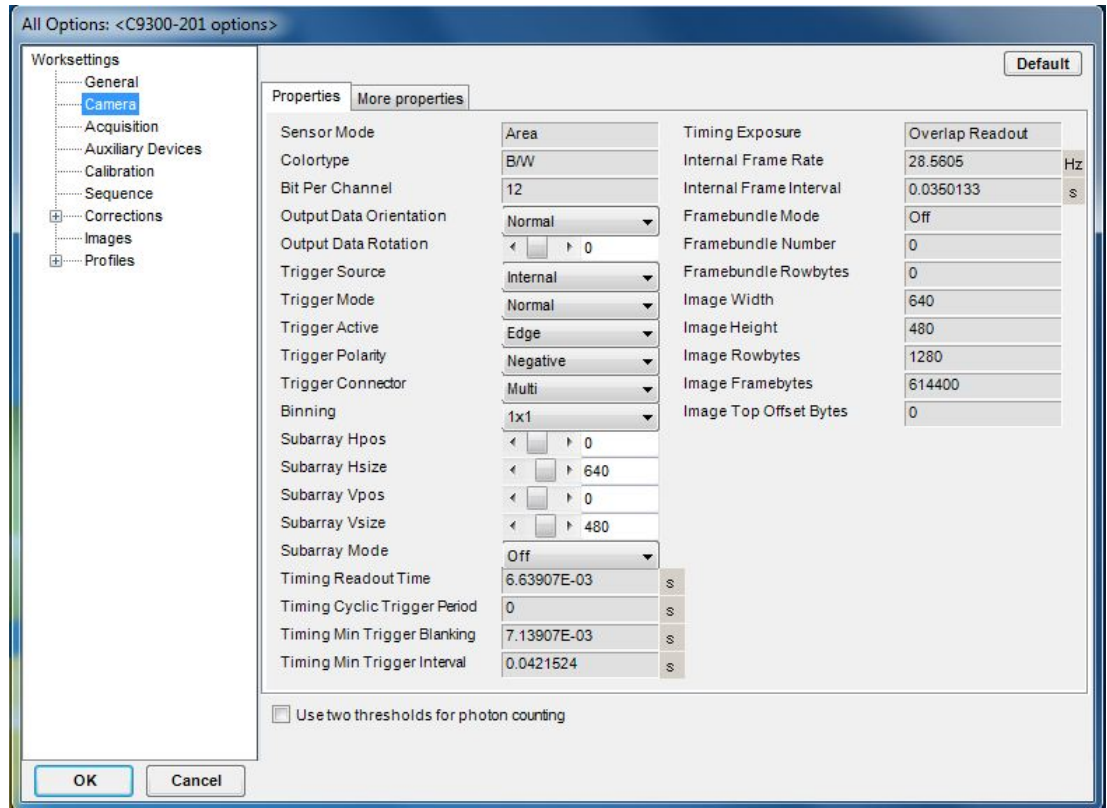 All Options: <C9300-201 options>
Worksettings
General
Camera
Acquisition
Auxiliary Devices
Calibration
Sequence
Corrections
Images
Profiles
Default
Properties
More properties
Sensor Mode Area
Colortype B/W
Bit Per Channel 12
Output Data Orientation Normal
Output Data Rotation 0
Trigger Source Internal
Trigger Mode Normal
Trigger Active Edge
Trigger Polarity Negative
Trigger Connector Multi
Binning 1x1
Subarray Hpos 0
Subarray Hsize 640
Subarray Vpos 0
Subarray Vsize 480
Subarray Mode Off
Timing Readout Time 6.63907E-03 s
Timing Cyclic Trigger Period 0 s
Timing Min Trigger Blanking 7.13907E-03 s
Timing Min Trigger Interval 0.0421524 s
Timing Exposure Overlap Readout
Internal Frame Rate 28.5605 Hz
Internal Frame Interval 0.0350133 s
Framebundle Mode Off
Framebundle Number 0
Framebundle Rowbytes 0
Image Width 640
Image Height 480
Image Rowbytes 1280
Image Framebytes 614400
Image Top Offset Bytes 0
Use two thresholds for photon counting
OK
Cancel